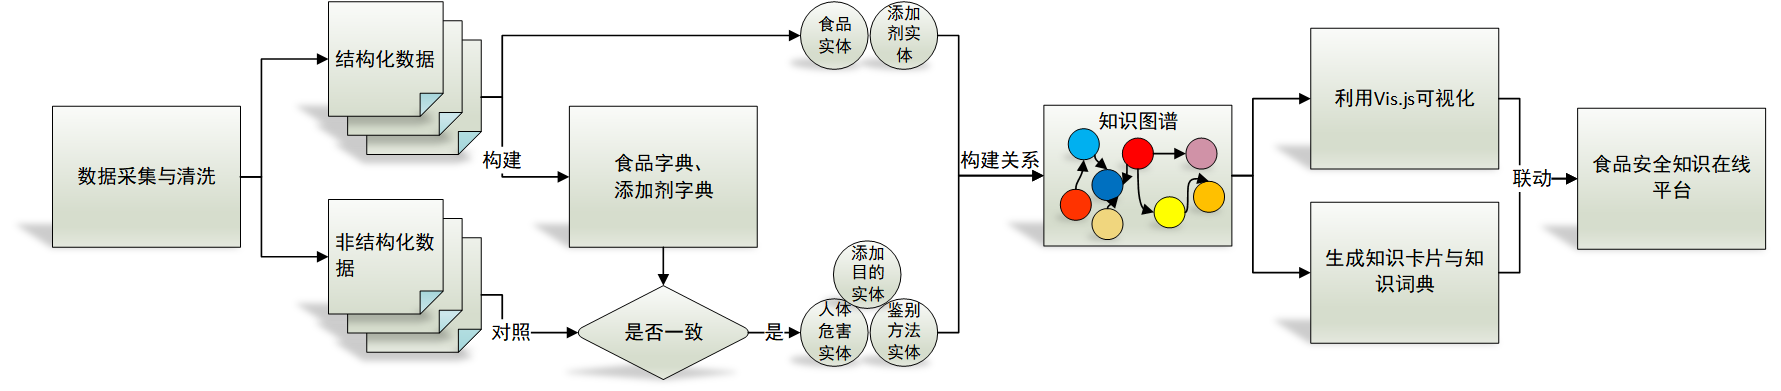 数据采集与清洗
结构化数据
非结构化数
据
构建
对照
食品字典、
添加剂字典
是否一致
是
食品
实体
添加
剂实
体
添加
目的
实体
人体
危害
实体
鉴别
方法
实体
构建关系
知识图谱
利用Vis.js可视化
生成知识卡片与知
识词典
联动
食品安全知识在线
平台